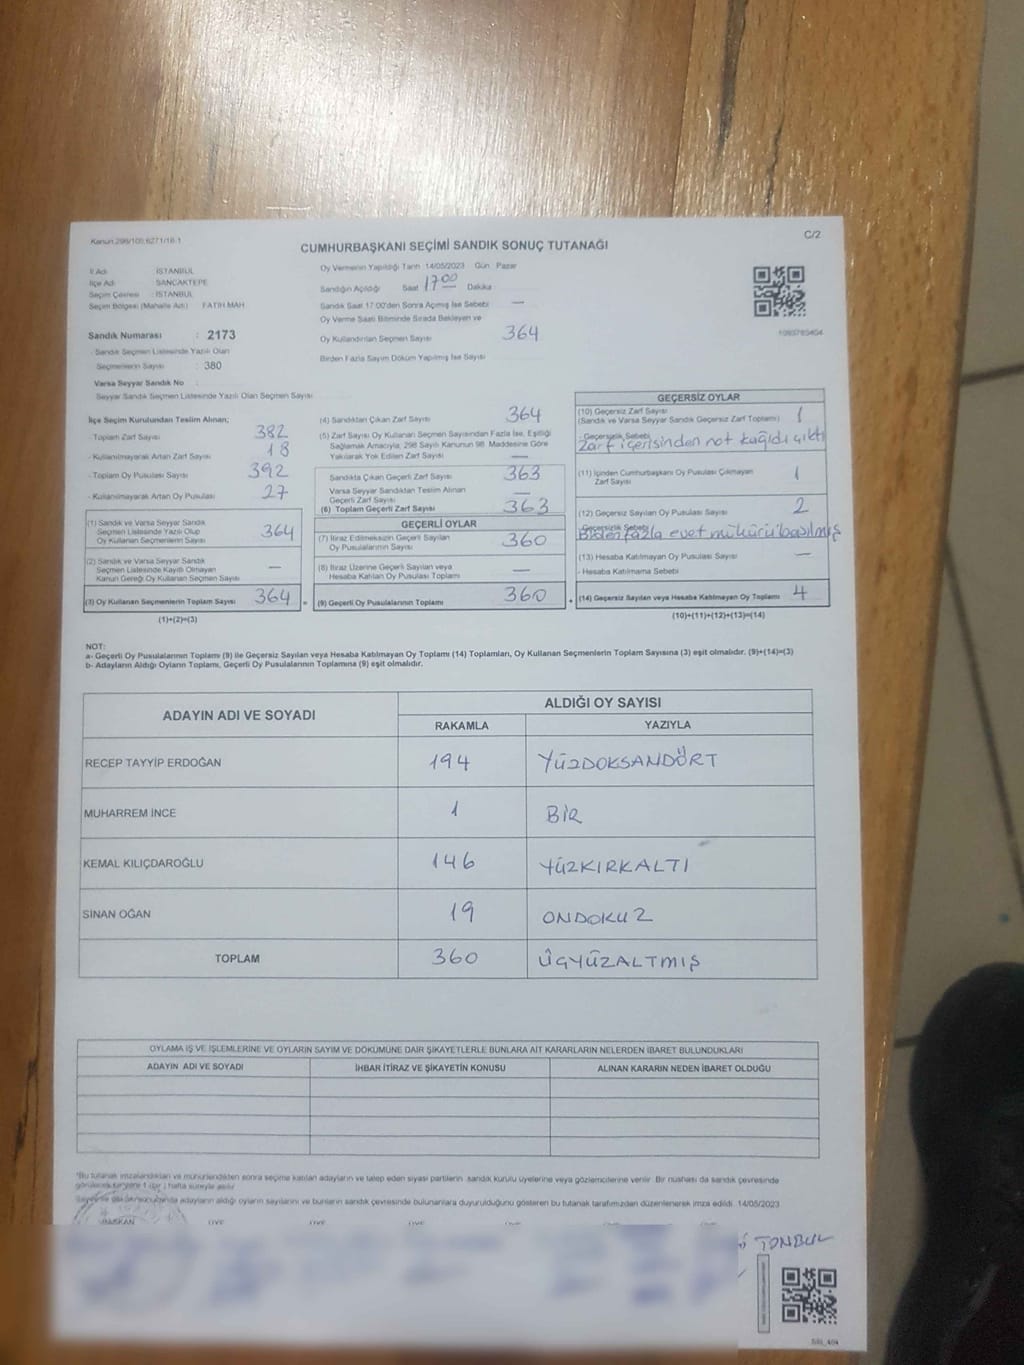 Kanun:298/105;6271/18-1
C/2
CUMHURBAŞKANI SEÇİMİ SANDIK SONUÇ TUTANAĞI
İl Adı : İSTANBUL
İlçe Adı : SANCAKTEPE
Seçim Çevresi : İSTANBUL
Seçim Bölgesi (Mahalle Adı) : FATİH MAH
Sandık Numarası : 2173
Sandık Seçmen Listesinde Yazılı Olan
Seçmenlerin Sayısı : 380
Varsa Seyyar Sandık No :
Seyyar Sandık Seçmen Listesinde Yazılı Olan Seçmen Sayısı
Oy Vermenin Yapıldığı Tarih :14/05/2023 Gün : Pazar
Sandığın Açıldığı Saat 17 00 Dakika
Sandık Saat 17:00'den Sonra Açılmış İse Sebebi —
Oy Verme Saati Bitiminde Sırada Bekleyen ve
Oy Kullandırılan Seçmen Sayısı 364
Birden Fazla Sayım Döküm Yapılmış İse Sayısı
İlçe Seçim Kurulundan Teslim Alınan;
- Toplam Zarf Sayısı 382
- Kullanılmayarak Artan Zarf Sayısı 18
- Toplam Oy Pusulası Sayısı 392
- Kullanılmayarak Artan Oy Pusulası 27
(1) Sandık ve Varsa Seyyar Sandık
Seçmen Listesinde Yazılı Olup
Oy Kullanan Seçmenlerin Sayısı 364
(2) Sandık ve Varsa Seyyar Sandık
Seçmen Listesinde Kayıtlı Olmayan
Kanun Gereği Oy Kullanan Seçmen Sayısı —
(3) Oy Kullanan Seçmenlerin Toplam Sayısı 364 =
(1)+(2)=(3)
(4) Sandıktan Çıkan Zarf Sayısı 364
(5) Zarf Sayısı Oy Kullanan Seçmen Sayısından Fazla İse, Eşitliği
Sağlamak Amacıyla; 298 Sayılı Kanunun 98. Maddesine Göre
Yakılarak Yok Edilen Zarf Sayısı —
Sandıkta Çıkan Geçerli Zarf Sayısı 363
Varsa Seyyar Sandıktan Teslim Alınan
Geçerli Zarf Sayısı —
(6) Toplam Geçerli Zarf Sayısı 363
GEÇERLİ OYLAR
(7) İtiraz Edilmeksizin Geçerli Sayılan
Oy Pusulalarının Sayısı 360
(8) İtiraz Üzerine Geçerli Sayılan veya
Hesaba Katılan Oy Pusulası Toplamı —
(9) Geçerli Oy Pusulalarının Toplamı 360 +
GEÇERSİZ OYLAR
(10) Geçersiz Zarf Sayısı
(Sandık ve Varsa Seyyar Sandık Geçersiz Zarf Toplamı) 1
- Geçersizlik Sebebi
Zarf içerisinden not kağıdı çıktı
(11) İçinden Cumhurbaşkanı Oy Pusulası Çıkmayan
Zarf Sayısı 1
(12) Geçersiz Sayılan Oy Pusulası Sayısı 2
- Geçersizlik Sebebi
Birden fazla evet mühürü basılmış
(13) Hesaba Katılmayan Oy Pusulası Sayısı —
- Hesaba Katılmama Sebebi
(14) Geçersiz Sayılan veya Hesaba Katılmayan Oy Toplamı 4
(10)+(11)+(12)+(13)=(14)
NOT:
a- Geçerli Oy Pusulalarının Toplamı (9) ile Geçersiz Sayılan veya Hesaba Katılmayan Oy Toplamı (14) Toplamları, Oy Kullanan Seçmenlerin Toplam Sayısına (3) eşit olmalıdır. (9)+(14)=(3)
b- Adayların Aldığı Oyların Toplamı, Geçerli Oy Pusulalarının Toplamına (9) eşit olmalıdır.
ADAYIN ADI VE SOYADI
ALDIĞI OY SAYISI
RAKAMLA YAZIYLA
RECEP TAYYİP ERDOĞAN 194 YÜZDOKSANDÖRT
MUHARREM İNCE 1 BİR
KEMAL KILIÇDAROĞLU 146 YÜZKIRKALTI
SİNAN OĞAN 19 ONDOKUZ
TOPLAM 360 ÜÇYÜZALTMIŞ
OYLAMA İŞ VE İŞLEMLERİNE VE OYLARIN SAYIM VE DÖKÜMÜNE DAİR ŞİKAYETLERLE BUNLARA AİT KARARLARIN NELERDEN İBARET BULUNDUKLARI
ADAYIN ADI VE SOYADI İHBAR İTİRAZ VE ŞİKAYETİN KONUSU ALINAN KARARIN NEDEN İBARET OLDUĞU
*Bu tutanak imzalandıktan ve mühürlendikten sonra seçime katılan adayların ve talep eden siyasi partilerin sandık kurulu üyelerine veya gözlemcilerine verilir. Bir nüshası da sandık çevresinde
görülecek bir yere 1 (bir) hafta süreyle asılır
adayların aldığı oyların sayılarını ve bunların sandık çevresinde bulunanlara duyurulduğunu gösteren bu tutanak tarafımızdan düzenlenerek imza edildi. 14/05/2023
BAŞKAN
TONBUL